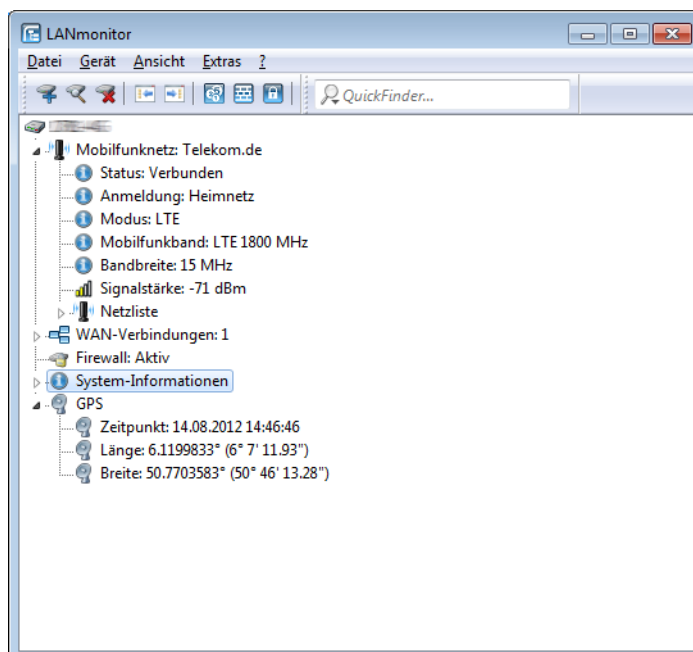 LANmonitor
Datei Gerät Ansicht Extras ?
QuickFinder...
Mobilfunknetz: Telekom.de
Status: Verbunden
Anmeldung: Heimnetz
Modus: LTE
Mobilfunkband: LTE 1800 MHz
Bandbreite: 15 MHz
Signalstärke: -71 dBm
Netzliste
WAN-Verbindungen: 1
Firewall: Aktiv
System-Informationen
GPS
Zeitpunkt: 14.08.2012 14:46:46
Länge: 6.1199833° (6° 7' 11.93")
Breite: 50.7703583° (50° 46' 13.28")